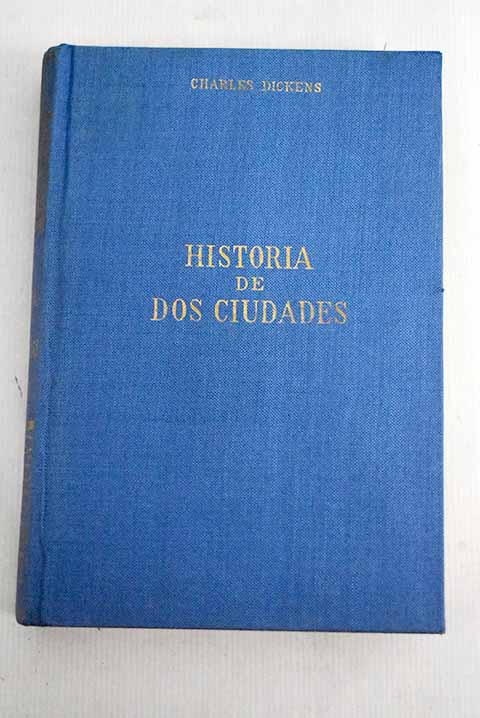 CHARLES DICKENS
HISTORIA
DE
DOS CIUDADES